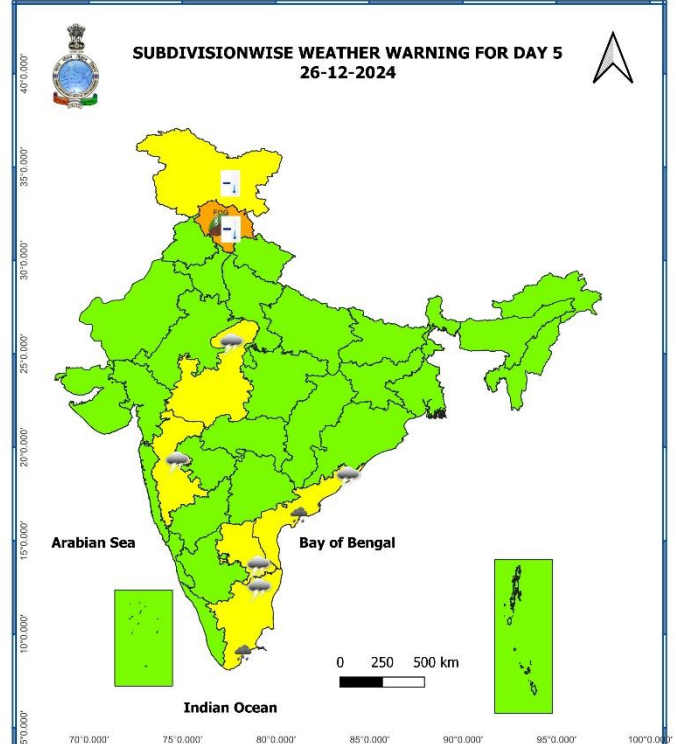 SUBDIVISIONWISE WEATHER WARNING FOR DAY 5
26-12-2024
40°0.000'
35°0.000'
FOG
30°0.000'
25°0.000'
20°0.000'
15°0.000'
Arabian Sea
Bay of Bengal
10°0.000'
0 250 500 km
Indian Ocean
5°0.000'
70°0.000' 75°0.000' 80°0.000' 85°0.000' 90°0.000' 95°0.000' 100°0.000'